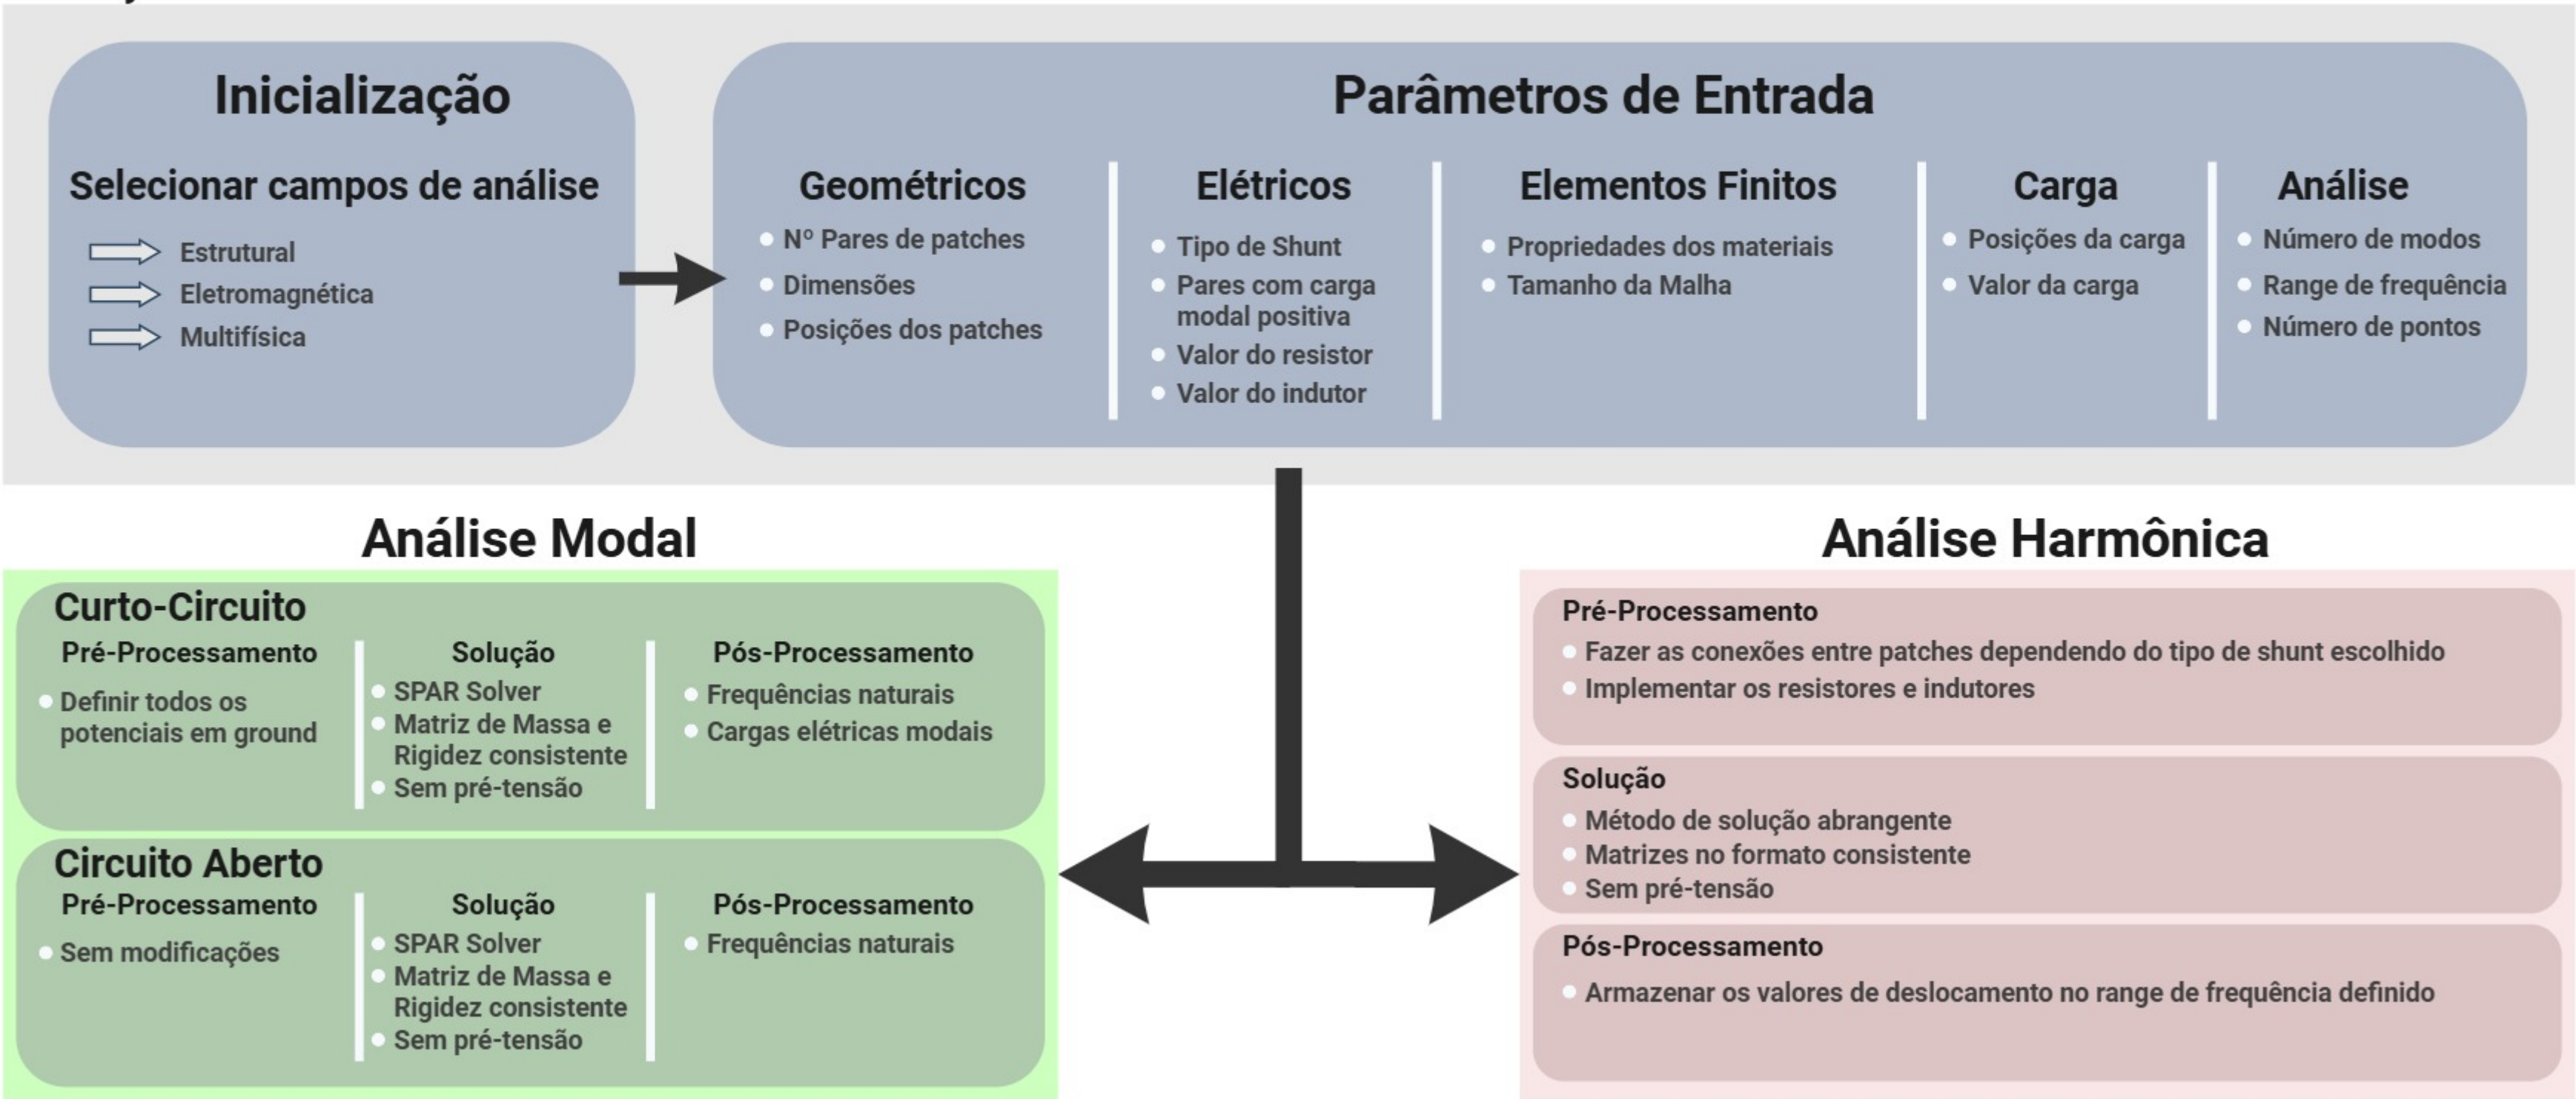 Inicialização
Selecionar campos de análise
Estrutural
Eletromagnética
Multifísica
Parâmetros de Entrada
Geométricos
Nº Pares de patches
Dimensões
Posições dos patches
Elétricos
Tipo de Shunt
Pares com carga
modal positiva
Valor do resistor
Valor do indutor
Elementos Finitos
Propriedades dos materiais
Tamanho da Malha
Carga
Posições da carga
Valor da carga
Análise
Número de modos
Range de frequência
Número de pontos
Análise Modal
Curto-Circuito
Pré-Processamento
Definir todos os
potenciais em ground
Solução
SPAR Solver
Matriz de Massa e
Rigidez consistente
Sem pré-tensão
Pós-Processamento
Frequências naturais
Cargas elétricas modais
Circuito Aberto
Pré-Processamento
Sem modificações
Solução
SPAR Solver
Matriz de Massa e
Rigidez consistente
Sem pré-tensão
Pós-Processamento
Frequências naturais
Análise Harmônica
Pré-Processamento
Fazer as conexões entre patches dependendo do tipo de shunt escolhido
Implementar os resistores e indutores
Solução
Método de solução abrangente
Matrizes no formato consistente
Sem pré-tensão
Pós-Processamento
Armazenar os valores de deslocamento no range de frequência definido